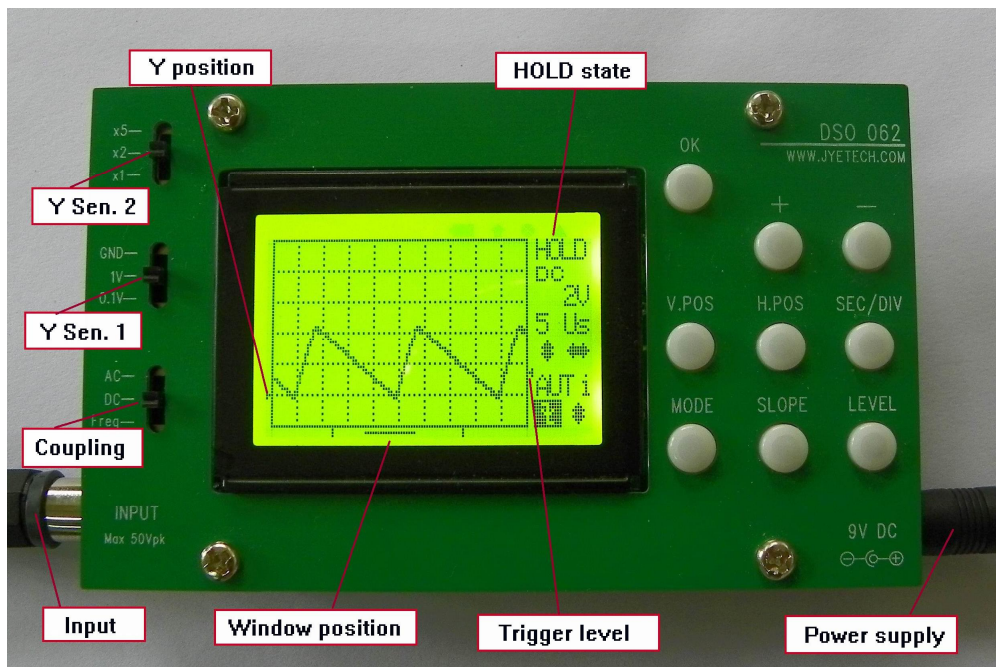 Y position
HOLD state
x5
x2
x1
OK
DSO 062
WWW.JYETECH.COM
Y Sen. 2
+
−
GND
1V
0.1V
HOLD
DC
2V
5 Us
V.POS
H.POS
SEC/DIV
Y Sen. 1
AC
DC
Freq
AUTi
MODE
SLOPE
LEVEL
Coupling
INPUT
Max 50Vpk
9V DC
Input
Window position
Trigger level
Power supply